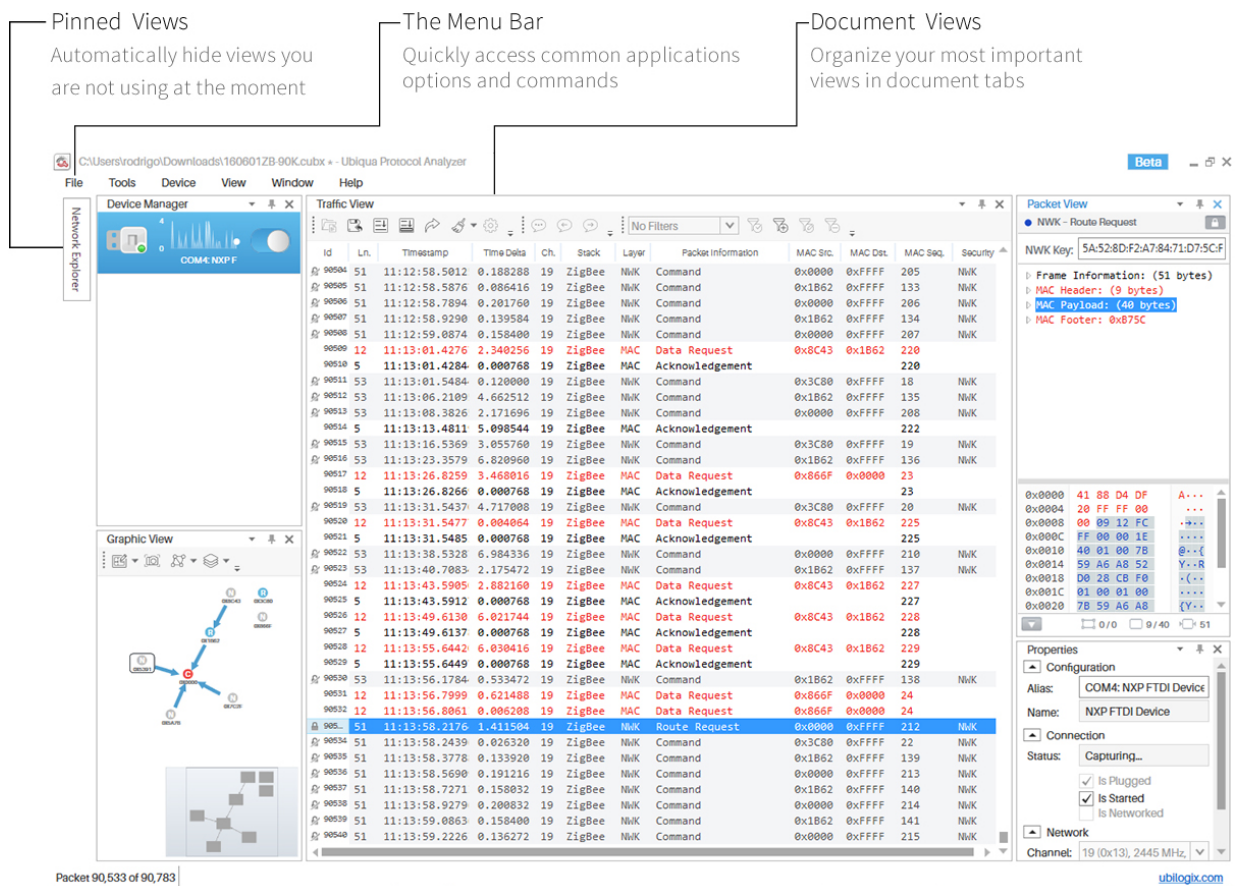 Pinned Views
Automatically hide views you
are not using at the moment
The Menu Bar
Quickly access common applications
options and commands
Document Views
Organize your most important
views in document tabs
C:\Users\rodrigo\Downloads\160601ZB-90K.cubx * - Ubiqua Protocol Analyzer
Beta
File Tools Device View Window Help
Network Explorer
Device Manager
4
0
COM4: NXP F
Graphic View
Traffic View
No Filters
Id Ln. Timestamp Time Delta Ch. Stack Layer Packet Information MAC Src. MAC Dst. MAC Seq. Security
90504 51 11:12:58.5012 0.188288 19 ZigBee NWK Command 0x0000 0xFFFF 205 NWK
90505 51 11:12:58.5876 0.086416 19 ZigBee NWK Command 0x1B62 0xFFFF 133 NWK
90506 51 11:12:58.7894 0.201760 19 ZigBee NWK Command 0x0000 0xFFFF 206 NWK
90507 51 11:12:58.9290 0.139584 19 ZigBee NWK Command 0x1B62 0xFFFF 134 NWK
90508 51 11:12:59.0874 0.158400 19 ZigBee NWK Command 0x0000 0xFFFF 207 NWK
90509 12 11:13:01.4276 2.340256 19 ZigBee MAC Data Request 0x8C43 0x1B62 220
90510 5 11:13:01.4284 0.000768 19 ZigBee MAC Acknowledgement 220
90511 53 11:13:01.5484 0.120000 19 ZigBee NWK Command 0x3C80 0xFFFF 18 NWK
90512 53 11:13:06.2109 4.662512 19 ZigBee NWK Command 0x1B62 0xFFFF 135 NWK
90513 53 11:13:08.3826 2.171696 19 ZigBee NWK Command 0x0000 0xFFFF 208 NWK
90514 5 11:13:13.4811 5.098544 19 ZigBee MAC Acknowledgement 222
90515 53 11:13:16.5369 3.055760 19 ZigBee NWK Command 0x3C80 0xFFFF 19 NWK
90516 53 11:13:23.3579 6.820960 19 ZigBee NWK Command 0x1B62 0xFFFF 136 NWK
90517 12 11:13:26.8259 3.468016 19 ZigBee MAC Data Request 0x866F 0x0000 23
90518 5 11:13:26.8266 0.000768 19 ZigBee MAC Acknowledgement 23
90519 53 11:13:31.5437 4.717008 19 ZigBee NWK Command 0x3C80 0xFFFF 20 NWK
90520 12 11:13:31.5477 0.004064 19 ZigBee MAC Data Request 0x8C43 0x1B62 225
90521 5 11:13:31.5485 0.000768 19 ZigBee MAC Acknowledgement 225
90522 53 11:13:38.5328 6.984336 19 ZigBee NWK Command 0x0000 0xFFFF 210 NWK
90523 53 11:13:40.7083 2.175472 19 ZigBee NWK Command 0x1B62 0xFFFF 137 NWK
90524 12 11:13:43.5905 2.882160 19 ZigBee MAC Data Request 0x8C43 0x1B62 227
90525 5 11:13:43.5912 0.000768 19 ZigBee MAC Acknowledgement 227
90526 12 11:13:49.6130 6.021744 19 ZigBee MAC Data Request 0x8C43 0x1B62 228
90527 5 11:13:49.6137 0.000768 19 ZigBee MAC Acknowledgement 228
90528 12 11:13:55.6442 6.030416 19 ZigBee MAC Data Request 0x8C43 0x1B62 229
90529 5 11:13:55.6449 0.000768 19 ZigBee MAC Acknowledgement 229
90530 53 11:13:56.1784 0.533472 19 ZigBee NWK Command 0x1B62 0xFFFF 138 NWK
90531 12 11:13:56.7999 0.621488 19 ZigBee MAC Data Request 0x866F 0x0000 24
90532 12 11:13:56.8061 0.006208 19 ZigBee MAC Data Request 0x866F 0x0000 24
905... 51 11:13:58.2176 1.411504 19 ZigBee NWK Route Request 0x0000 0xFFFF 212 NWK
90534 51 11:13:58.2439 0.026320 19 ZigBee NWK Command 0x3C80 0xFFFF 22 NWK
90535 51 11:13:58.3778 0.133920 19 ZigBee NWK Command 0x1B62 0xFFFF 139 NWK
90536 51 11:13:58.5690 0.191216 19 ZigBee NWK Command 0x0000 0xFFFF 213 NWK
90537 51 11:13:58.7271 0.158032 19 ZigBee NWK Command 0x1B62 0xFFFF 140 NWK
90538 51 11:13:58.9279 0.200832 19 ZigBee NWK Command 0x0000 0xFFFF 214 NWK
90539 51 11:13:59.0863 0.158400 19 ZigBee NWK Command 0x1B62 0xFFFF 141 NWK
90540 51 11:13:59.2226 0.136272 19 ZigBee NWK Command 0x0000 0xFFFF 215 NWK
Packet View
NWK - Route Request
NWK Key: 5A:52:8D:F2:A7:84:71:D7:5C:F
Frame Information: (51 bytes)
MAC Header: (9 bytes)
MAC Payload: (40 bytes)
MAC Footer: 0xB75C
0x0000 41 88 D4 DF A···
0x0004 20 FF FF 00 ···
0x0008 00 09 12 FC
0x000C FF 00 00 1E ····
0x0010 40 01 00 7B @··{
0x0014 59 A6 A8 52 Y··R
0x0018 D0 28 CB F0 ·(··
0x001C 01 00 01 00 ····
0x0020 7B 59 A6 A8 {Y··
0/0 9/40 51
Properties
Configuration
Alias: COM4: NXP FTDI Device
Name: NXP FTDI Device
Connection
Status: Capturing...
Is Plugged
Is Started
Is Networked
Network
Channel: 19 (0x13), 2445 MHz,
Packet 90,533 of 90,783
ubilogix.com